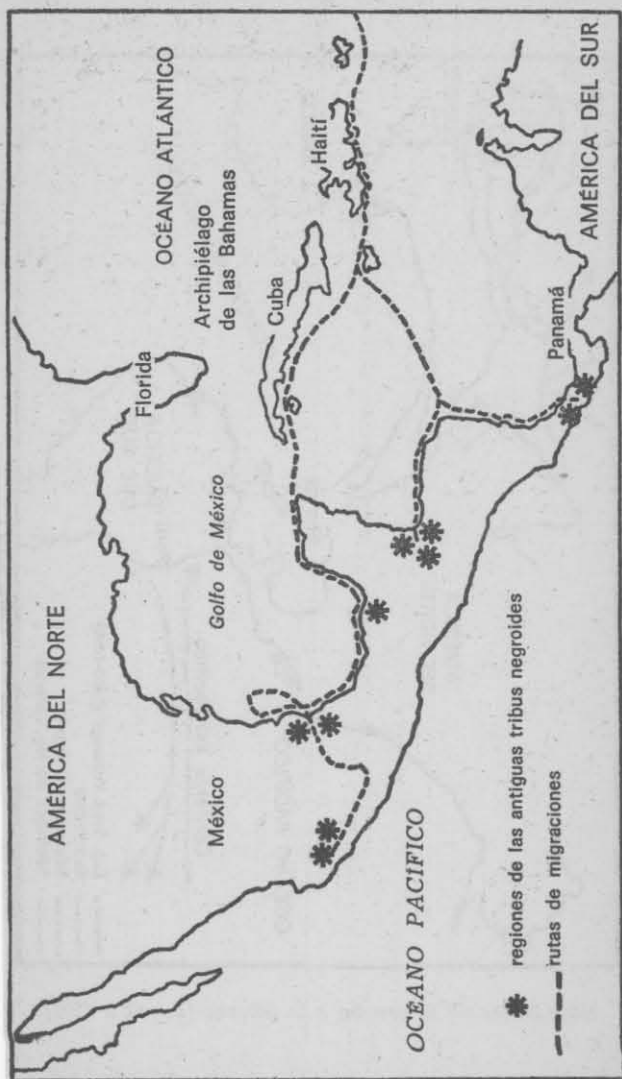 AMÉRICA DEL NORTE
OCÉANO ATLÁNTICO
Florida
Archipiélago
de las Bahamas
Golfo de México
Cuba
Haití
México
OCÉANO PACÍFICO
Panamá
AMÉRICA DEL SUR
regiones de las antiguas tribus negroides
rutas de migraciones